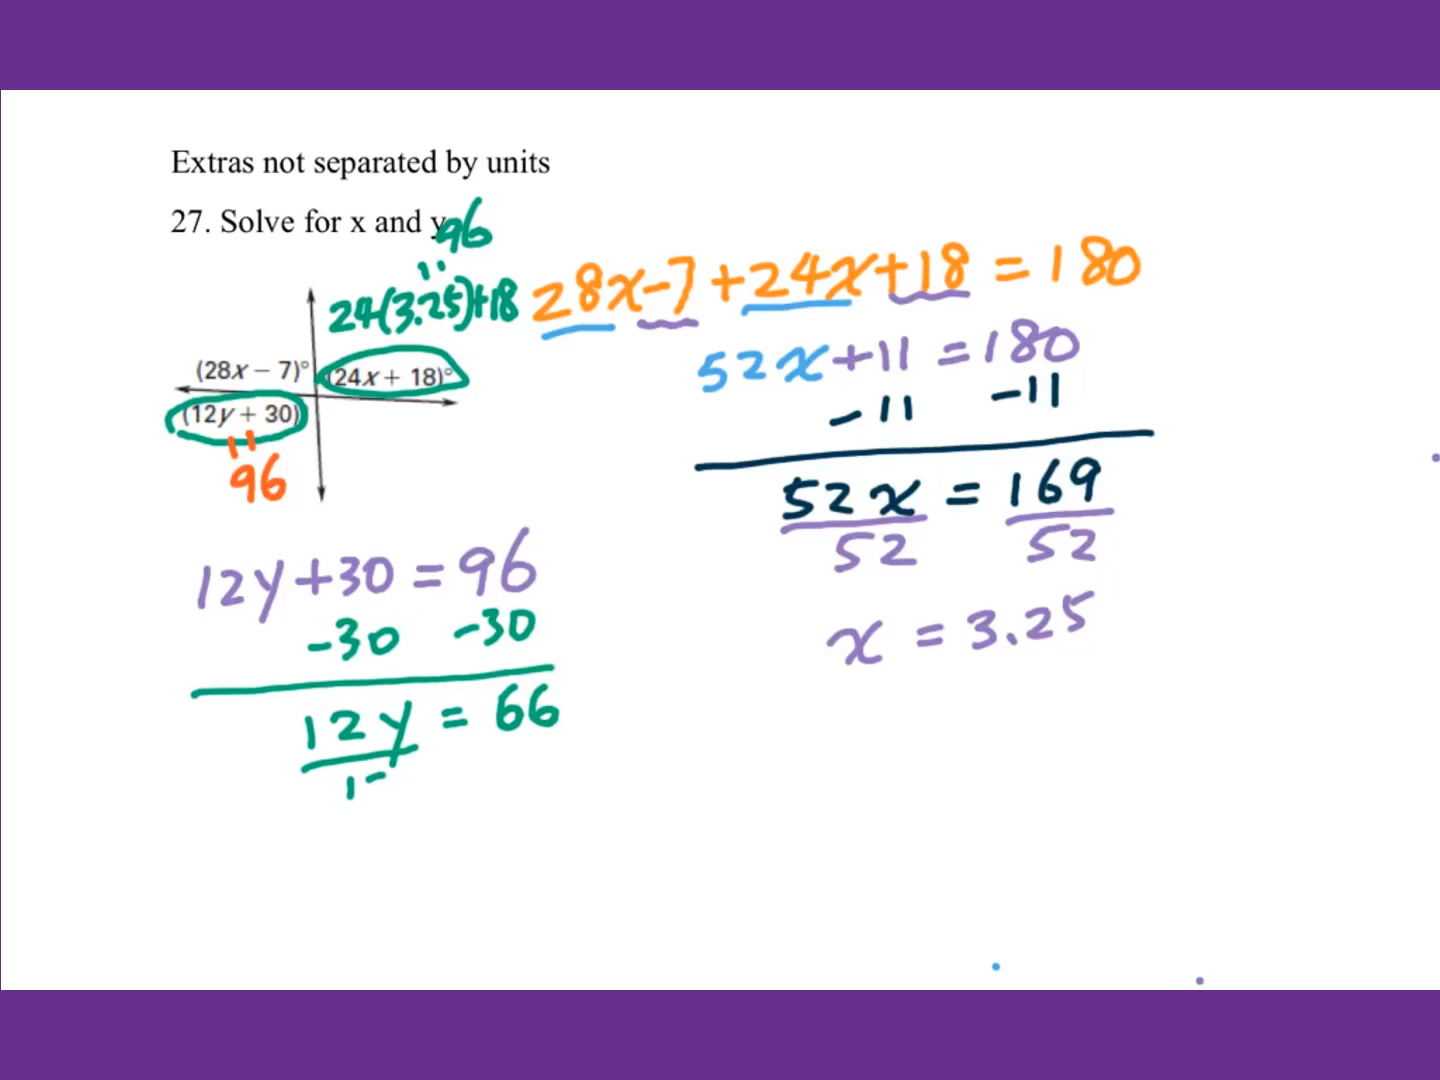 Extras not separated by units
27. Solve for x and y
96
24(3.25)+18
28x-7+24x+18=180
(28x − 7)°
(24x + 18)°
52x+11=180
-11 -11
(12y + 30)
96
52x = 169
52 52
12y+30=96
x = 3.25
-30 -30
12y = 66
1